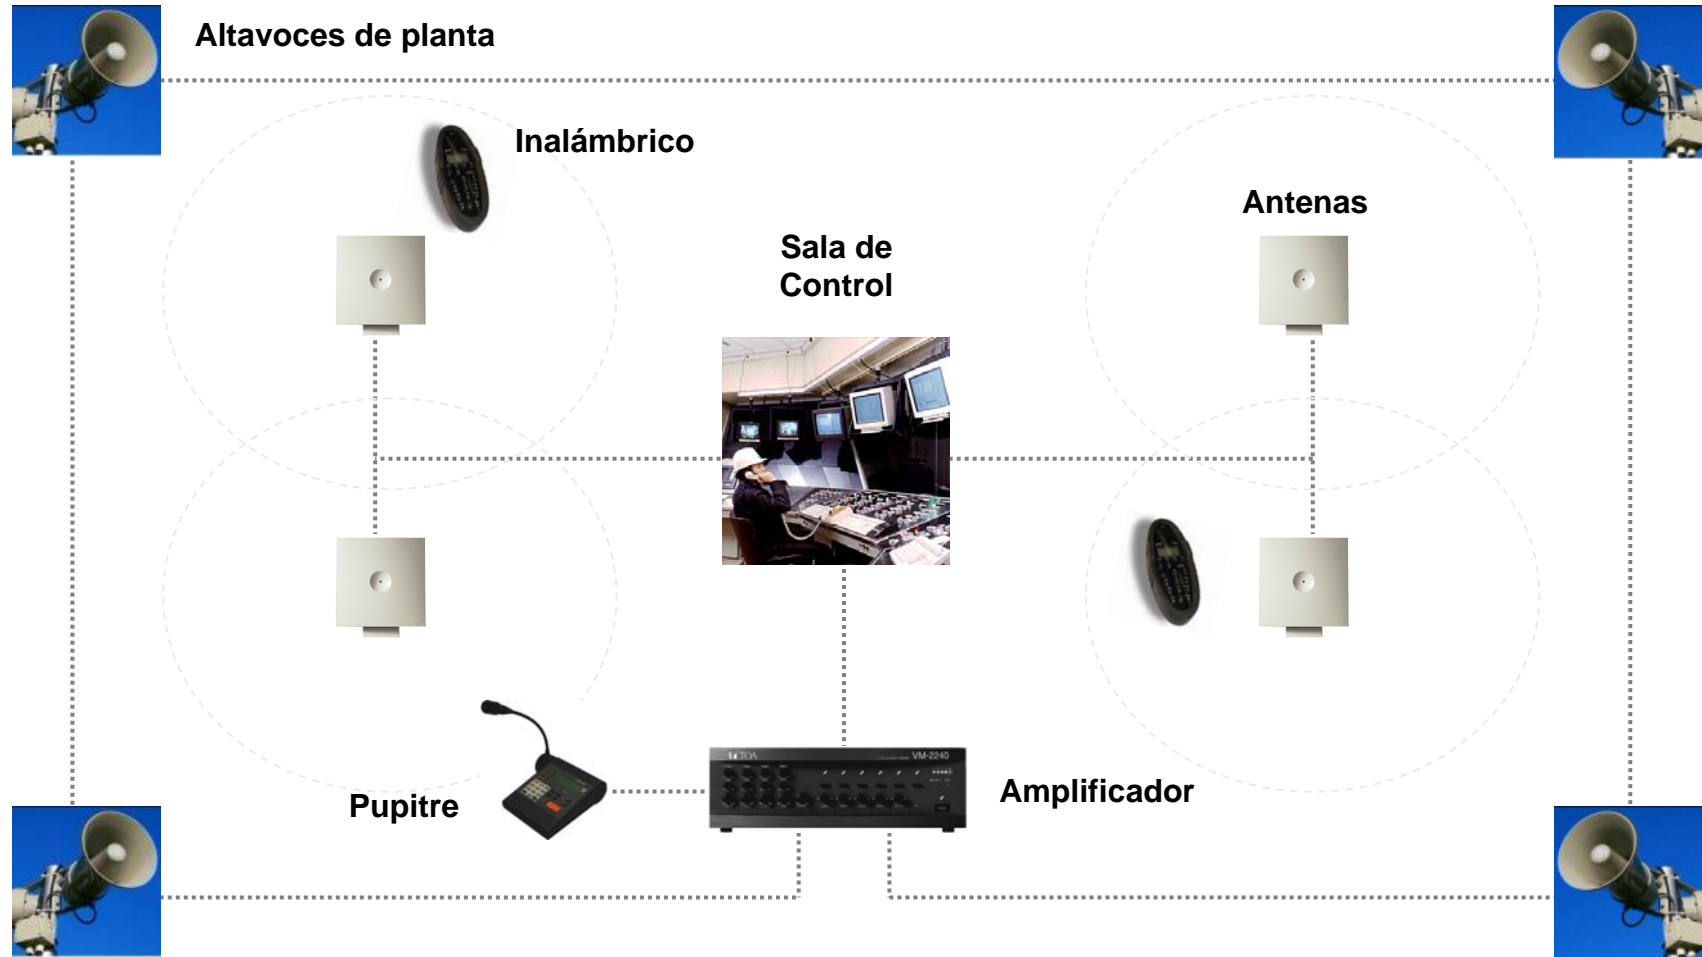 Altavoces de planta
Inalámbrico
Antenas
Sala de
Control
TOA
VM-2240
Pupitre
Amplificador